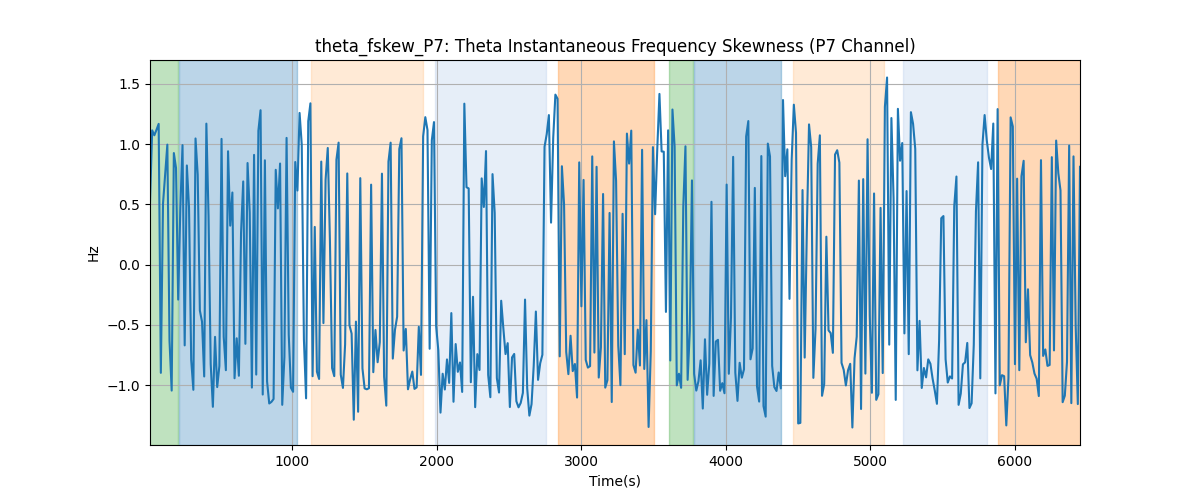 theta_fskew_P7: Theta Instantaneous Frequency Skewness (P7 Channel)
1.5
1.0
0.5
0.0
−0.5
−1.0
Hz
1000 2000 3000 4000 5000 6000
Time(s)